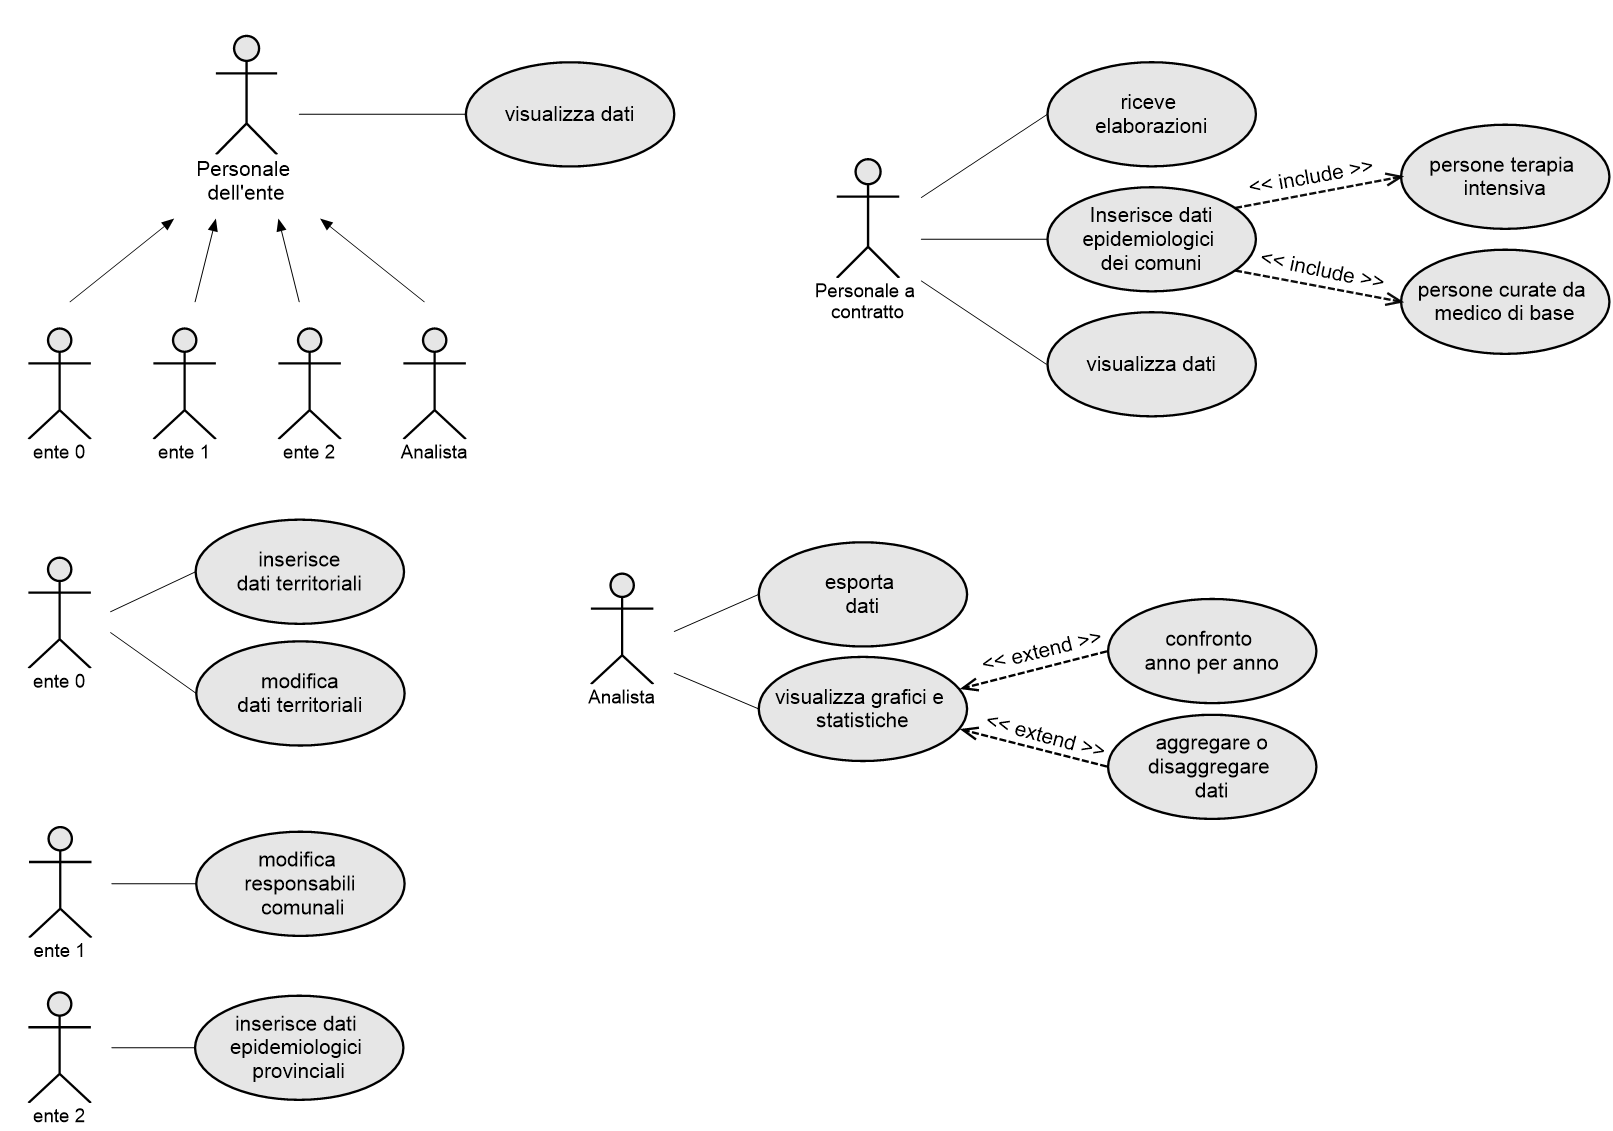 visualizza dati
Personale
dell'ente
ente 0
ente 1
ente 2
Analista
riceve
elaborazioni
Personale a
contratto
Inserisce dati
epidemiologici
dei comuni
<< include >>
persone terapia
intensiva
<< include >>
persone curate da
medico di base
visualizza dati
ente 0
inserisce
dati territoriali
modifica
dati territoriali
Analista
esporta
dati
visualizza grafici e
statistiche
<< extend >>
confronto
anno per anno
<< extend >>
aggregare o
disaggregare
dati
ente 1
modifica
responsabili
comunali
ente 2
inserisce dati
epidemiologici
provinciali